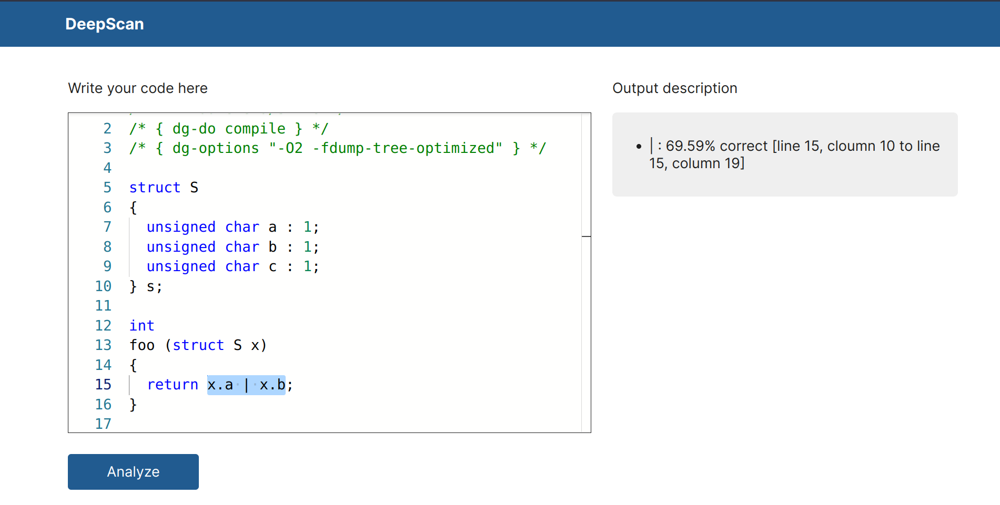 DeepScan
Write your code here
2 /* { dg-do compile } */
3 /* { dg-options "-O2 -fdump-tree-optimized" } */
4
5 struct S
6 {
7   unsigned char a : 1;
8   unsigned char b : 1;
9   unsigned char c : 1;
10 } s;
11
12 int
13 foo (struct S x)
14 {
15   return x.a | x.b;
16 }
17
Analyze
Output description
• | : 69.59% correct [line 15, cloumn 10 to line
15, column 19]